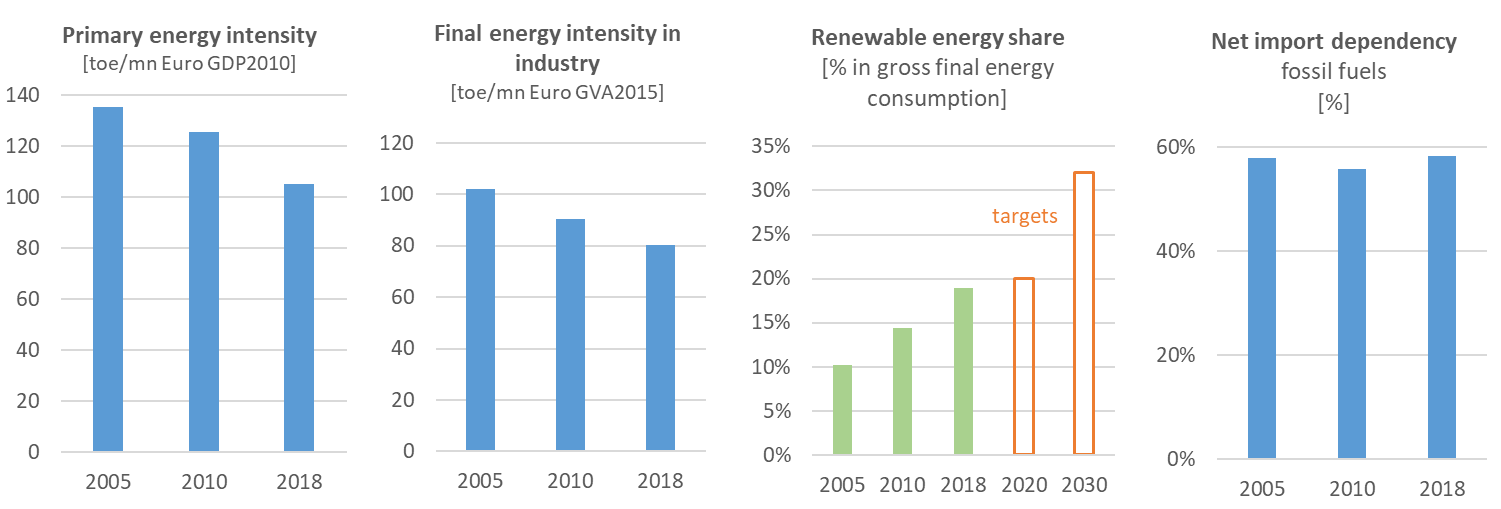 Primary energy intensity
[toe/mn Euro GDP2010]
140
120
100
80
60
40
20
0
2005 2010 2018
Final energy intensity in
industry
[toe/mn Euro GVA2015]
120
100
80
60
40
20
0
2005 2010 2018
Renewable energy share
[% in gross final energy
consumption]
35%
30%
25%
20%
15%
10%
5%
0%
targets
2005 2010 2018 2020 2030
Net import dependency
fossil fuels
[%]
60%
40%
20%
0%
2005 2010 2018